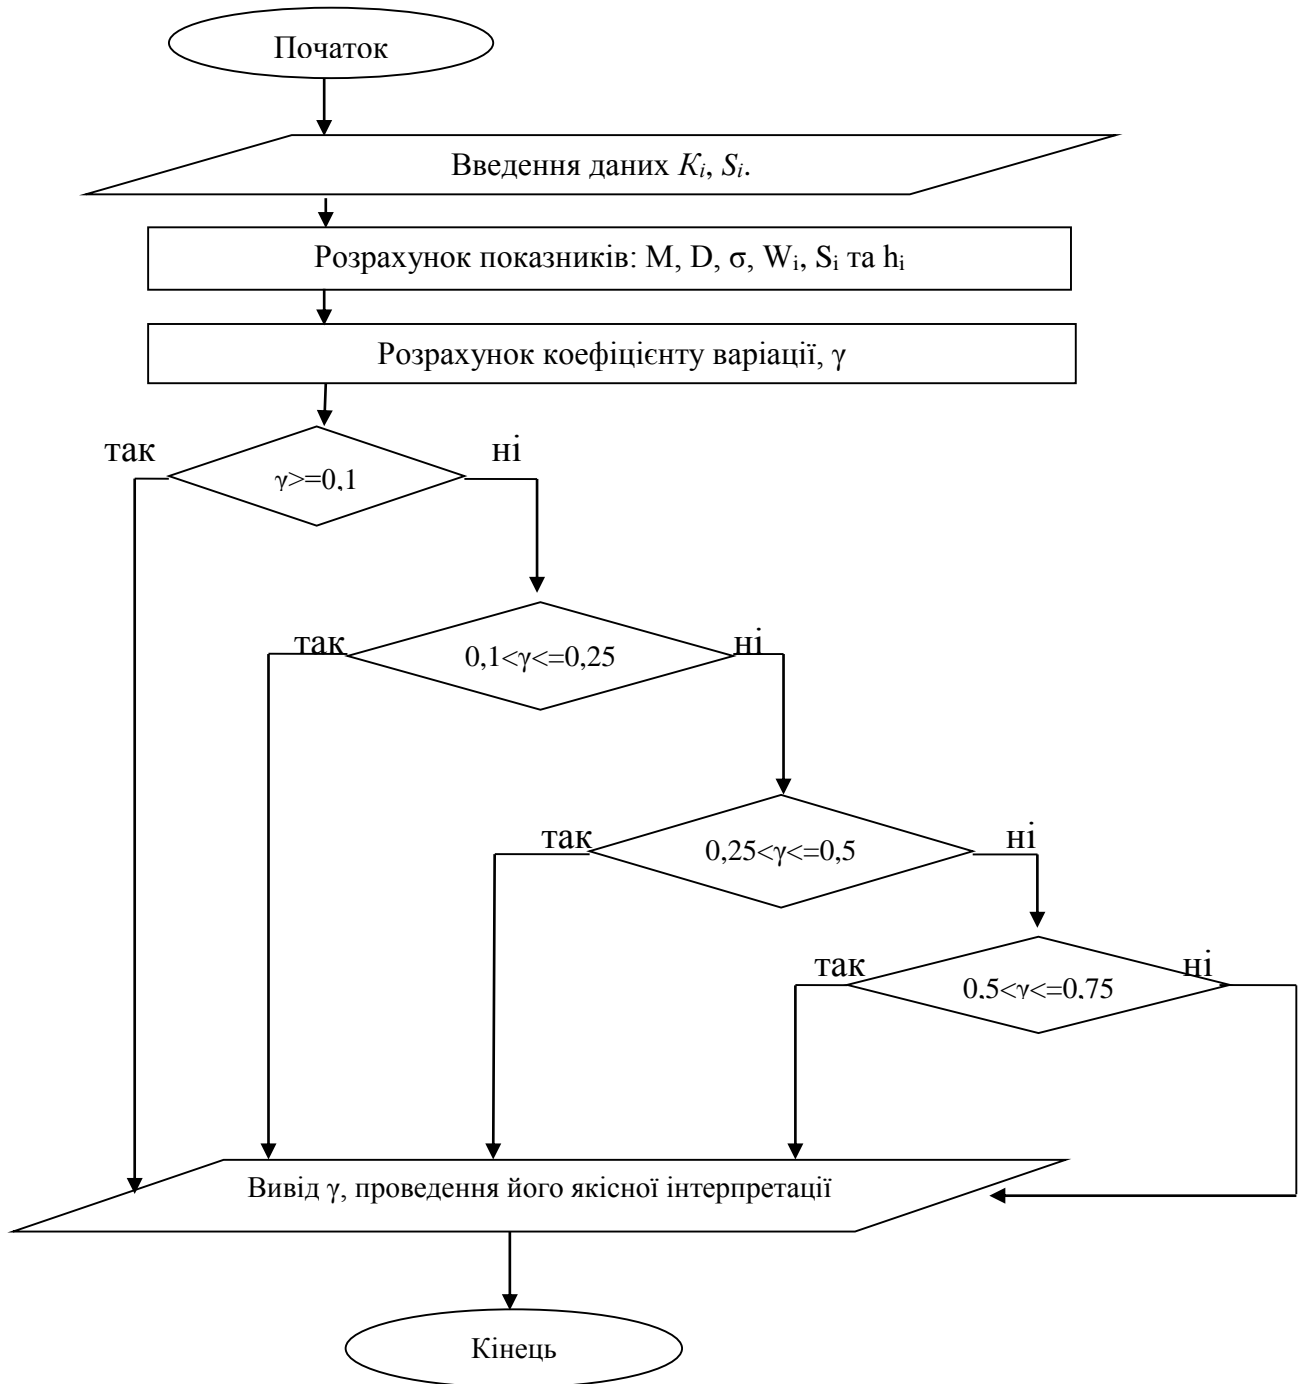 Початок
Введення даних Kᵢ, Sᵢ.
Розрахунок показників: M, D, σ, Wᵢ, Sᵢ та hᵢ
Розрахунок коефіцієнту варіації, γ
так
ні
γ>=0,1
так
ні
0,1<γ<=0,25
так
ні
0,25<γ<=0,5
так
ні
0,5<γ<=0,75
Вивід γ, проведення його якісної інтерпретації
Кінець